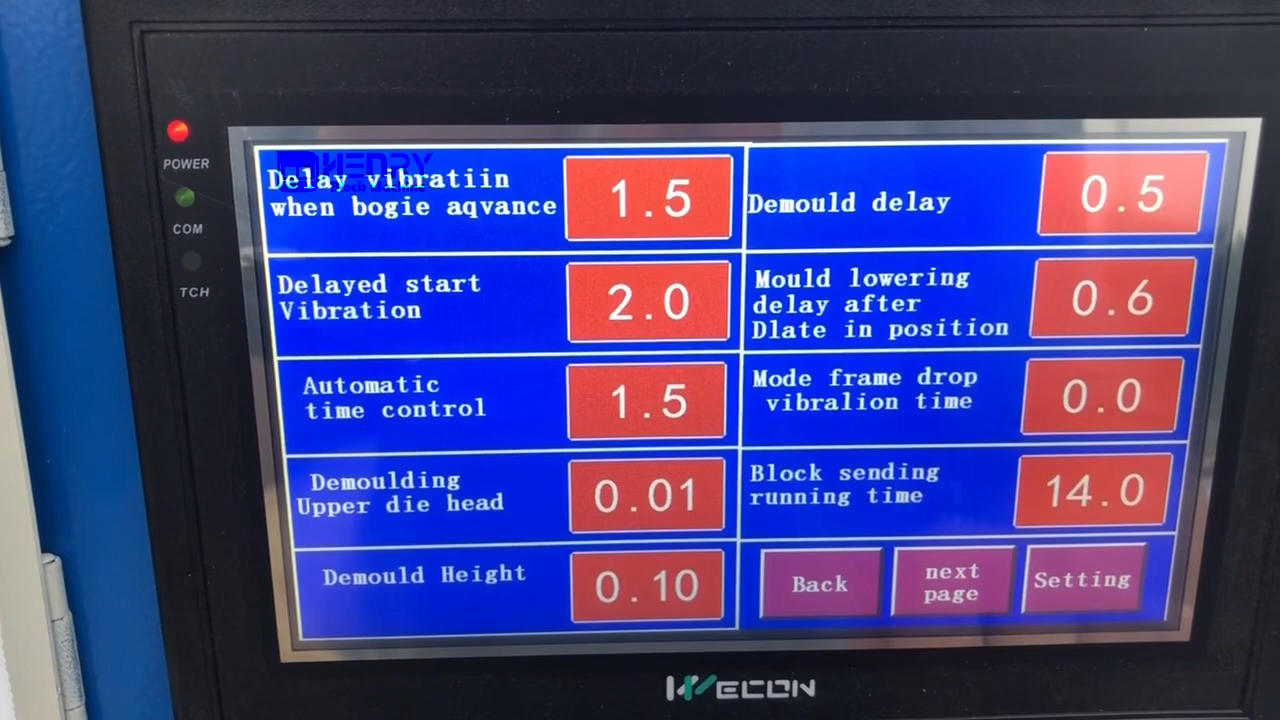 POWER
COM
TCH
HENRY
Delay vibratiin
when bogie aqvance
1.5
Demould delay
0.5
Delayed start
Vibration
2.0
Mould lowering
delay after
Dlate in position
0.6
Automatic
time control
1.5
Mode frame drop
vibralion time
0.0
Demoulding
Upper die head
0.01
Block sending
running time
14.0
Demould Height
0.10
Back
next
page
Setting
WECON